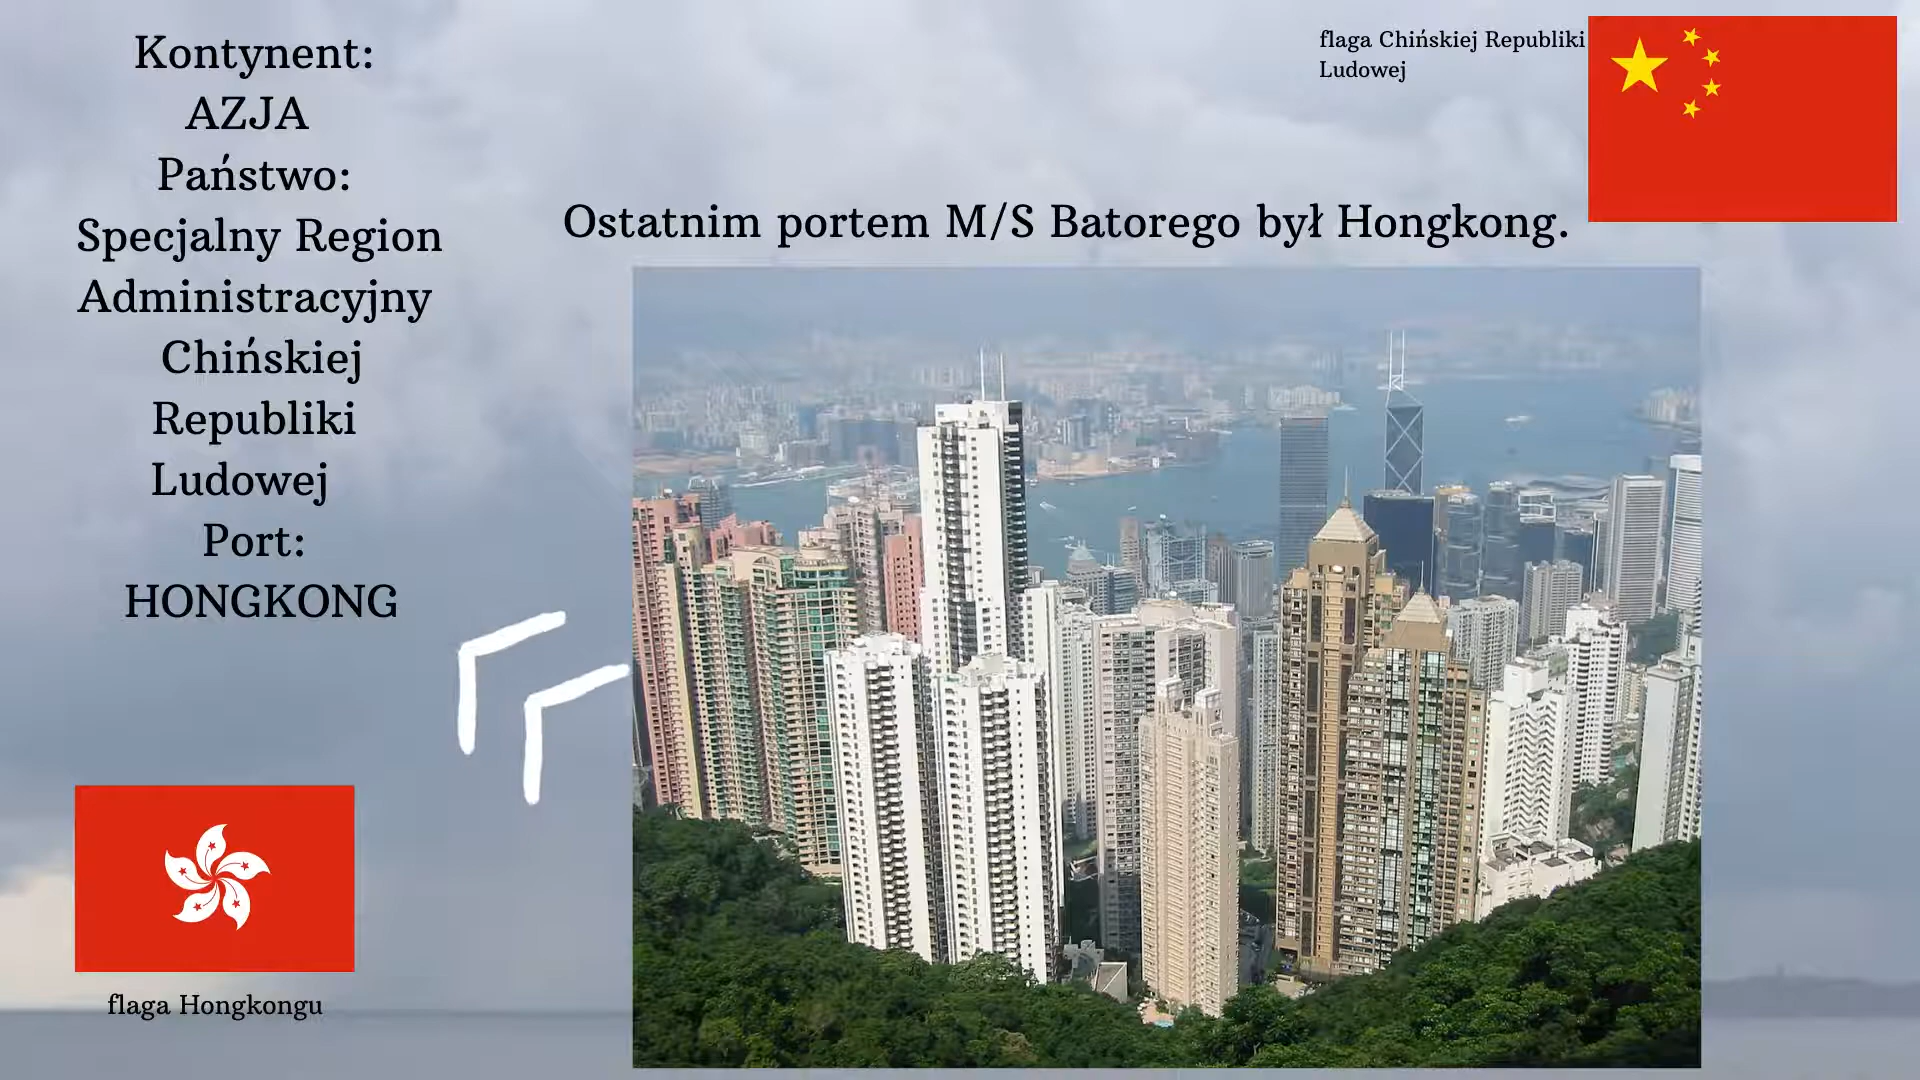 Kontynent:
AZJA
Państwo:
Specjalny Region
Administracyjny
Chińskiej
Republiki
Ludowej
Port:
HONGKONG
flaga Chińskiej Republiki
Ludowej
Ostatnim portem M/S Batorego był Hongkong.
flaga Hongkongu